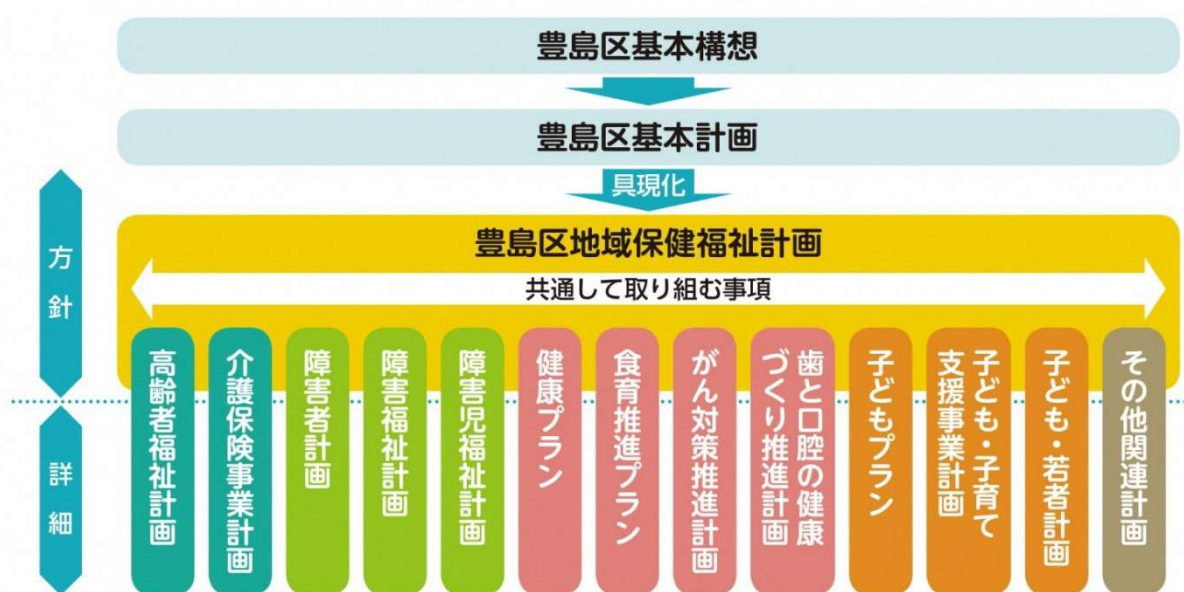 豊島区基本構想
豊島区基本計画
具現化
豊島区地域保健福祉計画
共通して取り組む事項
方針
詳細
高齢者福祉計画
介護保険事業計画
障害者計画
障害福祉計画
障害児福祉計画
健康プラン
食育推進プラン
がん対策推進計画
歯と口腔の健康
づくり推進計画
子どもプラン
子ども・子育て
支援事業計画
子ども・若者計画
その他関連計画